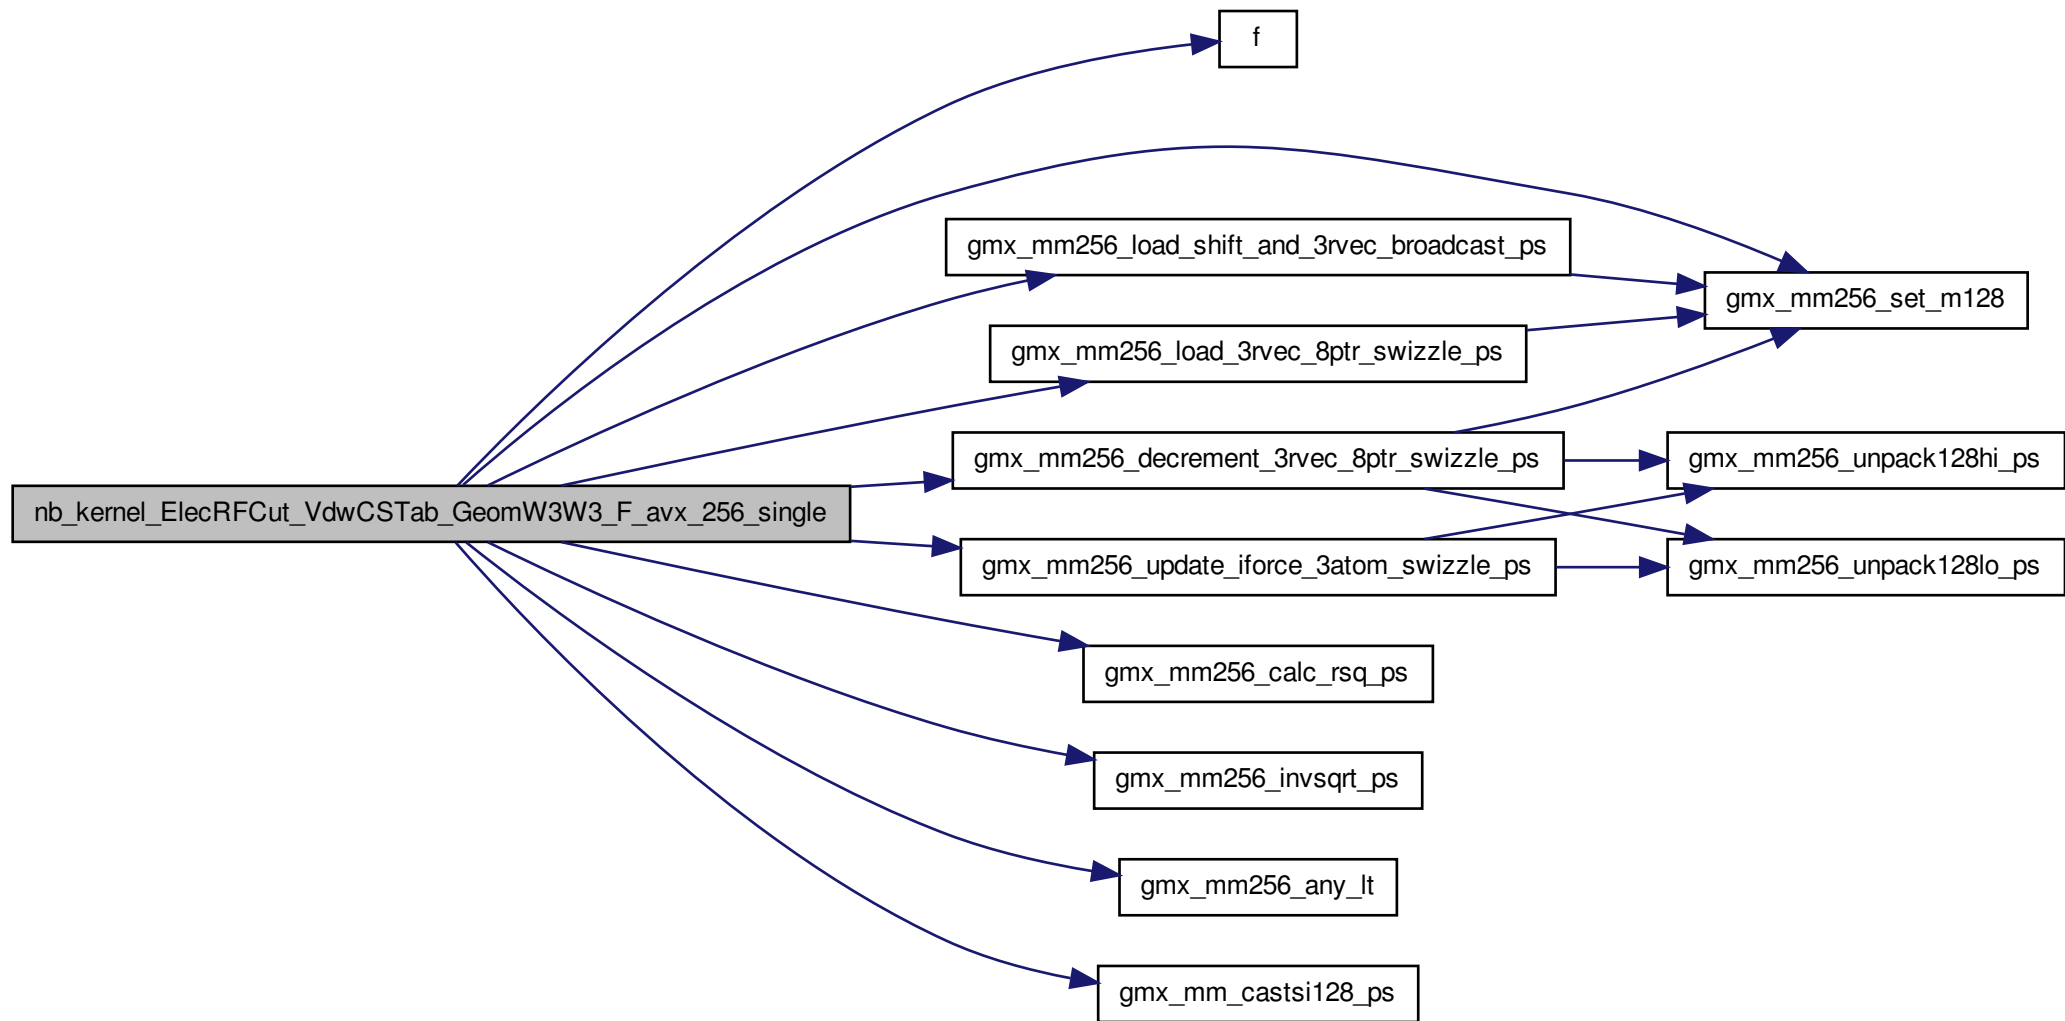 f
gmx_mm256_load_shift_and_3rvec_broadcast_ps
gmx_mm256_set_m128
gmx_mm256_load_3rvec_8ptr_swizzle_ps
gmx_mm256_decrement_3rvec_8ptr_swizzle_ps
gmx_mm256_unpack128hi_ps
nb_kernel_ElecRFCut_VdwCSTab_GeomW3W3_F_avx_256_single
gmx_mm256_update_iforce_3atom_swizzle_ps
gmx_mm256_unpack128lo_ps
gmx_mm256_calc_rsq_ps
gmx_mm256_invsqrt_ps
gmx_mm256_any_lt
gmx_mm_castsi128_ps